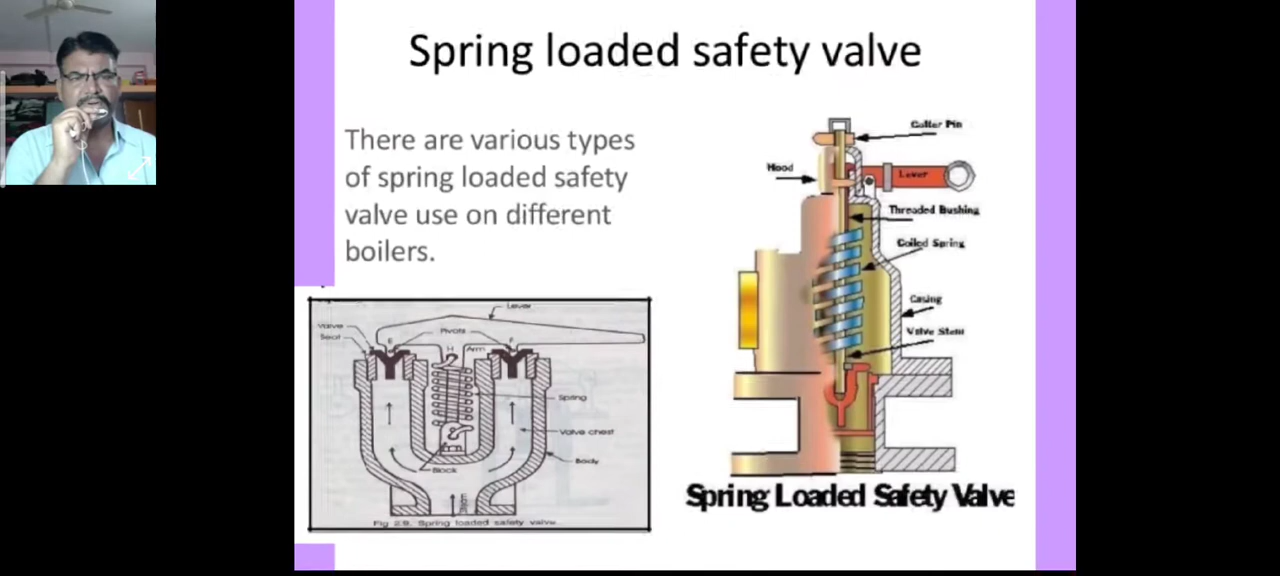 Spring loaded safety valve
There are various types
of spring loaded safety
valve use on different
boilers.
Lever
Valve
Seat
Pivots
E
F
H
Arm
Spring
Valve chest
Body
Block
Fig 2.9. Spring loaded safety valve.
Cotter Pin
Hood
Lever
Threaded Bushing
Coiled Spring
Casing
Valve Stem
Spring Loaded Safety Valve